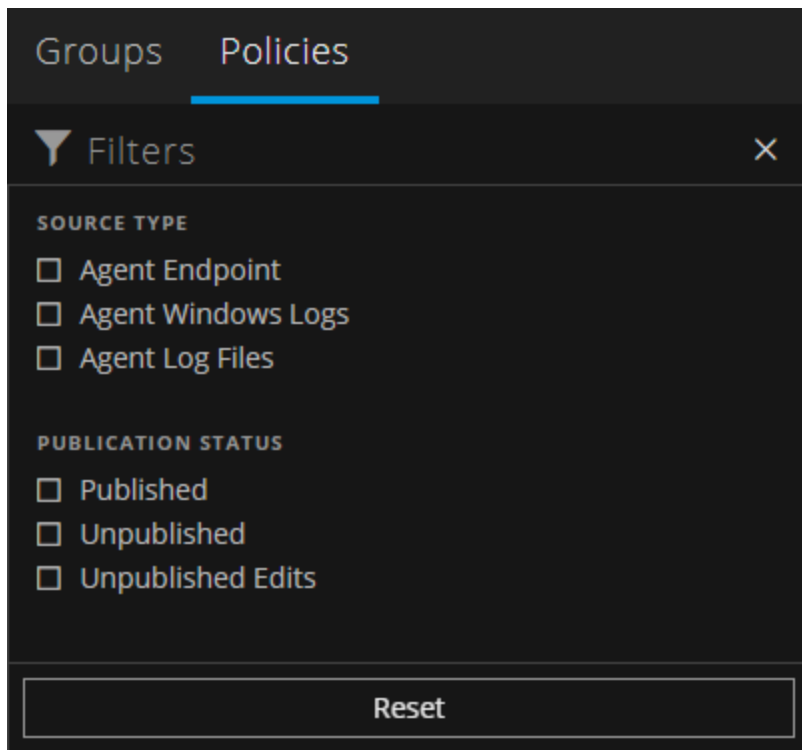 Groups Policies
Filters
SOURCE TYPE
Agent Endpoint
Agent Windows Logs
Agent Log Files
PUBLICATION STATUS
Published
Unpublished
Unpublished Edits
Reset